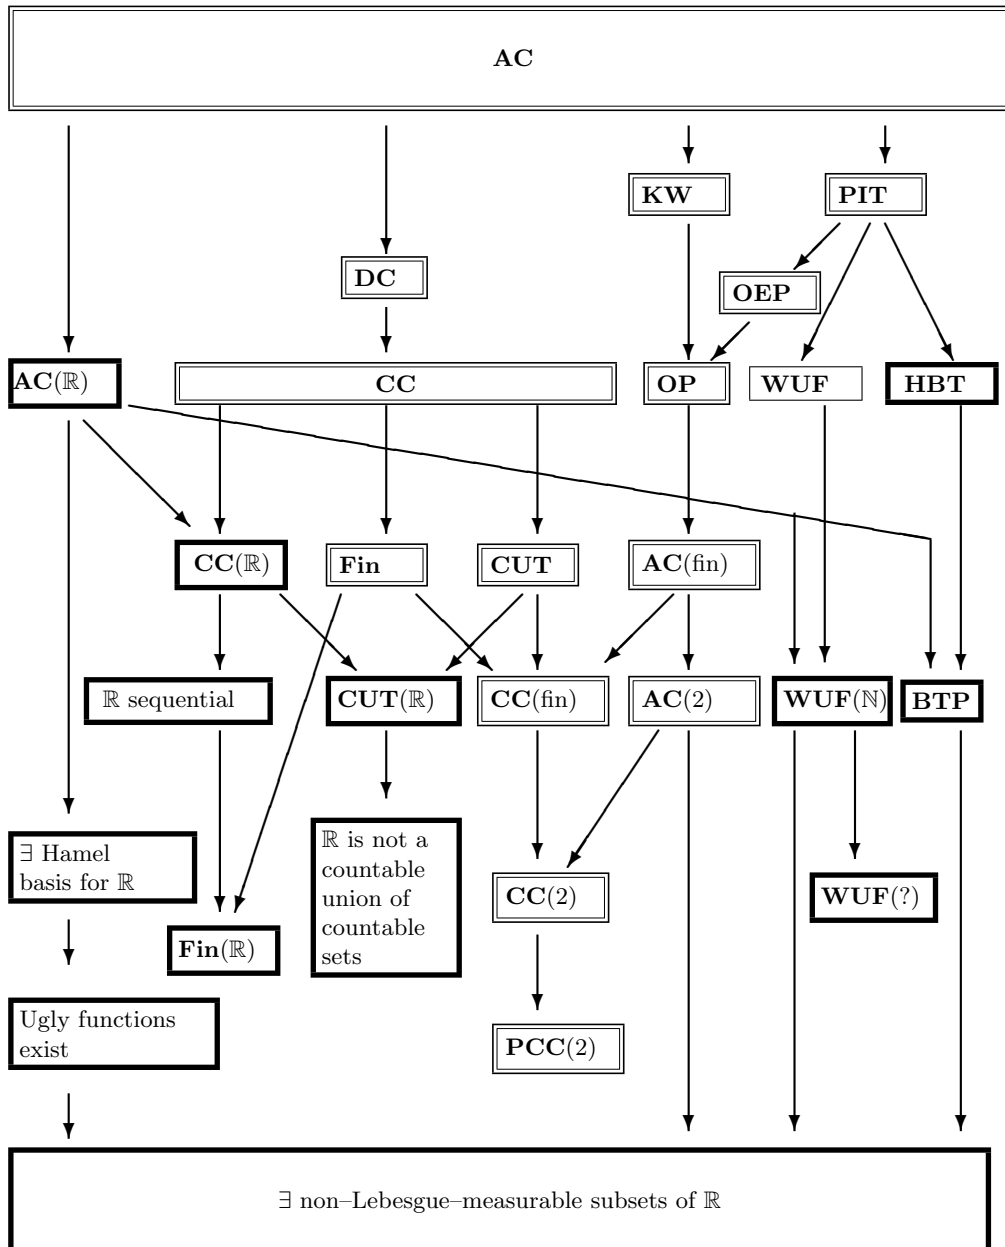 AC
KW
PIT
DC
OEP
AC(ℝ)
CC
OP
WUF
HBT
CC(ℝ)
Fin
CUT
AC(fin)
ℝ sequential
CUT(ℝ)
CC(fin)
AC(2)
WUF(ℕ)
BTP
∃ Hamel
basis for ℝ
ℝ is not a
countable
union of
countable
sets
CC(2)
WUF(?)
Fin(ℝ)
Ugly functions
exist
PCC(2)
∃ non–Lebesgue–measurable subsets of ℝ